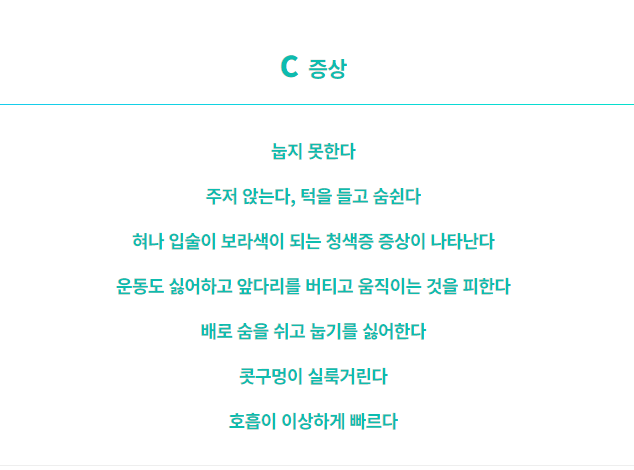 C 증상
눕지 못한다
주저 앉는다, 턱을 들고 숨쉰다
혀나 입술이 보라색이 되는 청색증 증상이 나타난다
운동도 싫어하고 앞다리를 버티고 움직이는 것을 피한다
배로 숨을 쉬고 눕기를 싫어한다
콧구멍이 실룩거린다
호흡이 이상하게 빠르다